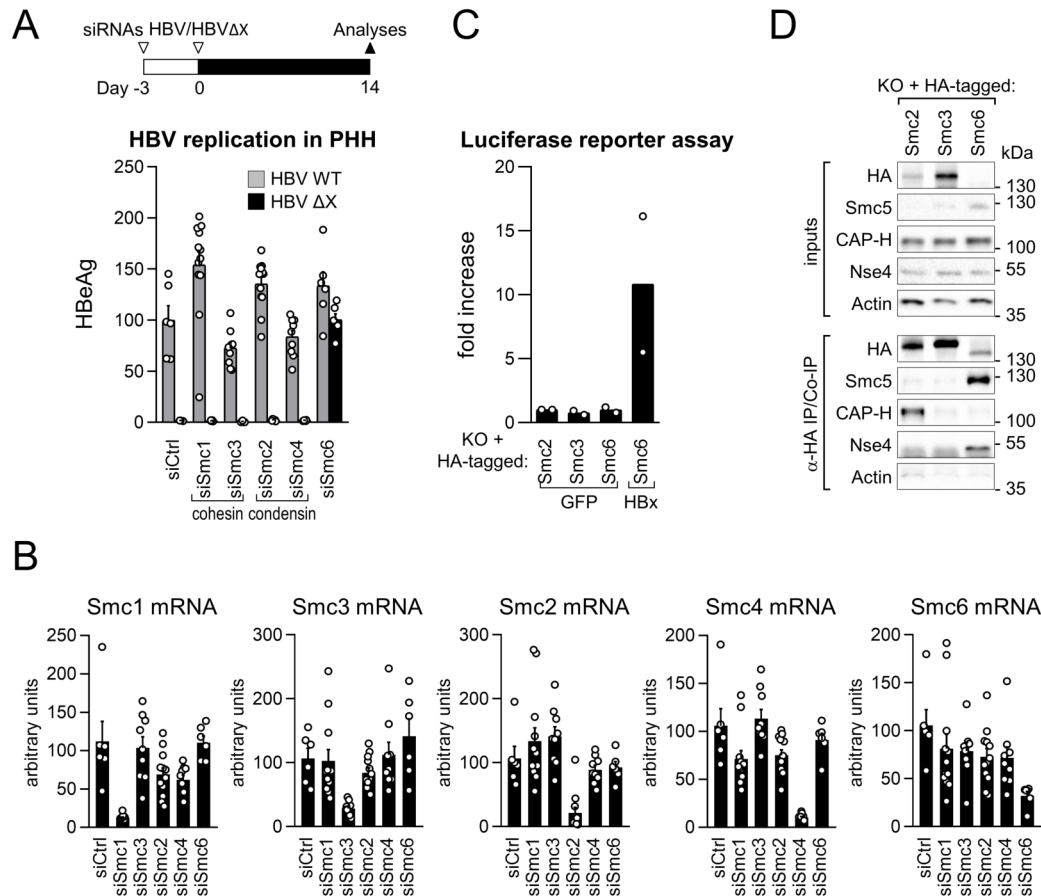 A
siRNAs HBV/HBVΔX Analyses
Day -3 0 14
HBV replication in PHH
HBV WT
HBV ΔX
HBeAg
250
200
150
100
50
0
siCtrl
siSmc1
siSmc3
siSmc2
siSmc4
siSmc6
cohesin condensin
C
Luciferase reporter assay
fold increase
20
15
10
5
0
KO +
HA-tagged:
Smc2
Smc3
Smc6
Smc6
GFP HBx
D
KO + HA-tagged:
Smc2
Smc3
Smc6
kDa
inputs
HA 130
Smc5 130
CAP-H 100
Nse4 55
Actin 35
α-HA IP/Co-IP
HA 130
Smc5 130
CAP-H 100
Nse4 55
Actin 35
B
Smc1 mRNA
arbitrary units
250
200
150
100
50
0
siCtrl
siSmc1
siSmc3
siSmc2
siSmc4
siSmc6
Smc3 mRNA
arbitrary units
300
200
100
0
siCtrl
siSmc1
siSmc3
siSmc2
siSmc4
siSmc6
Smc2 mRNA
arbitrary units
300
200
100
0
siCtrl
siSmc1
siSmc3
siSmc2
siSmc4
siSmc6
Smc4 mRNA
arbitrary units
200
150
100
50
0
siCtrl
siSmc1
siSmc3
siSmc2
siSmc4
siSmc6
Smc6 mRNA
arbitrary units
200
150
100
50
0
siCtrl
siSmc1
siSmc3
siSmc2
siSmc4
siSmc6